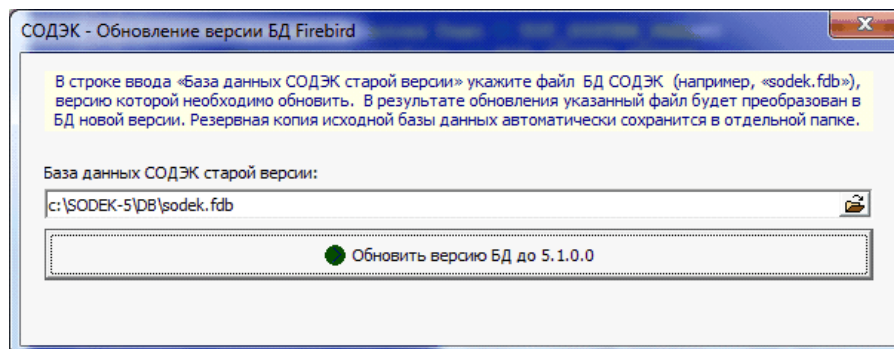 СОДЭК - Обновление версии БД Firebird
В строке ввода «База данных СОДЭК старой версии» укажите файл БД СОДЭК (например, «sodek.fdb»),
версию которой необходимо обновить. В результате обновления указанный файл будет преобразован в
БД новой версии. Резервная копия исходной базы данных автоматически сохранится в отдельной папке.
База данных СОДЭК старой версии:
c:\SODEK-5\DB\sodek.fdb
Обновить версию БД до 5.1.0.0